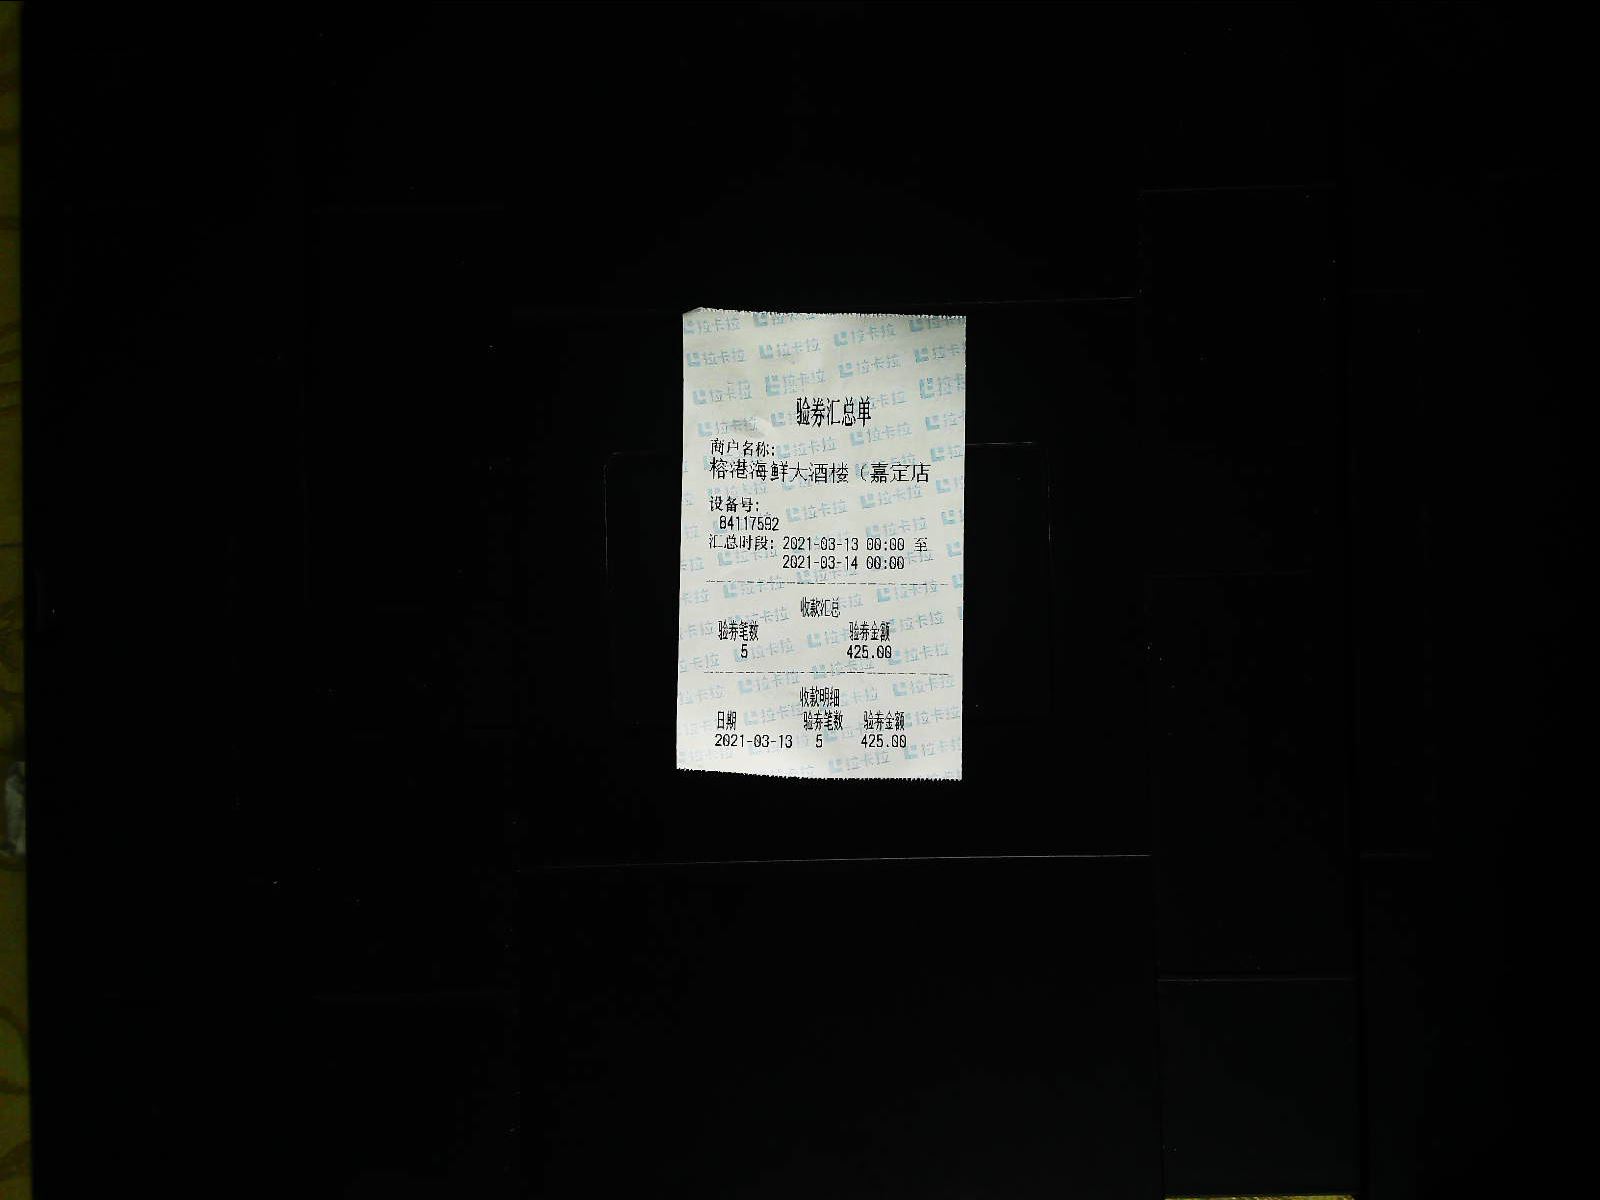 验券汇总单
商户名称:
榕港海鲜大酒楼（嘉定店
设备号:
84117592
汇总时段: 2021-03-13 00:00 至
2021-03-14 00:00
收款汇总
验券笔数 验券金额
5 425.00
收款明细
日期 验券笔数 验券金额
2021-03-13 5 425.00
拉卡拉